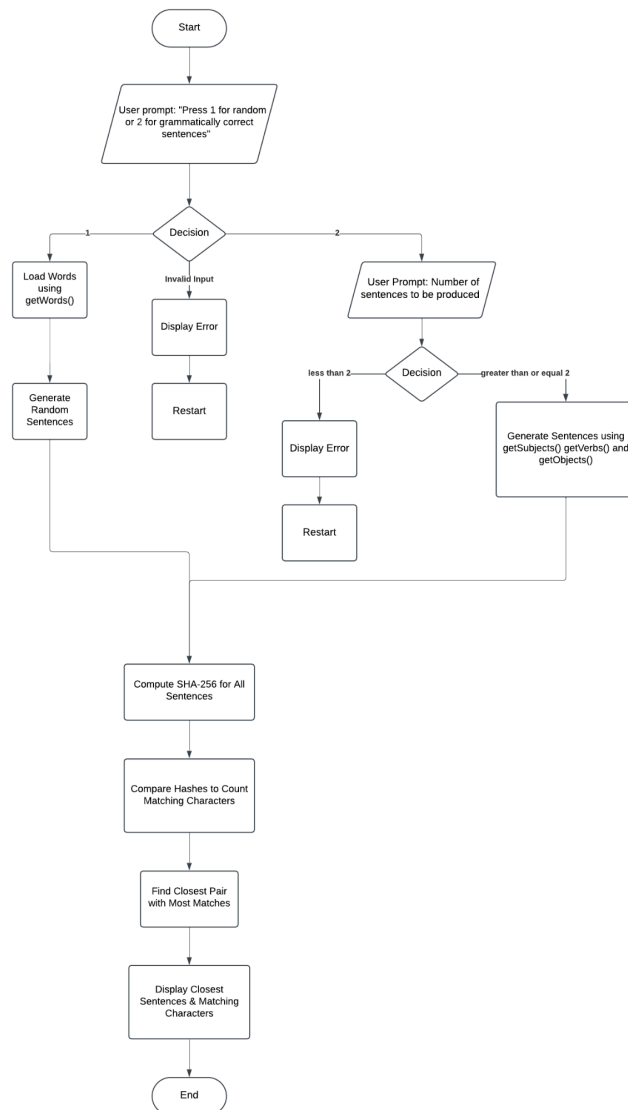 Start
User prompt: "Press 1 for random
or 2 for grammatically correct
sentences"
Decision
1
2
Invalid Input
Load Words
using
getWords()
User Prompt: Number of
sentences to be produced
Display Error
Decision
less than 2
greater than or equal 2
Generate
Random
Sentences
Restart
Display Error
Generate Sentences using
getSubjects() getVerbs() and
getObjects()
Restart
Compute SHA-256 for All
Sentences
Compare Hashes to Count
Matching Characters
Find Closest Pair
with Most Matches
Display Closest
Sentences & Matching
Characters
End